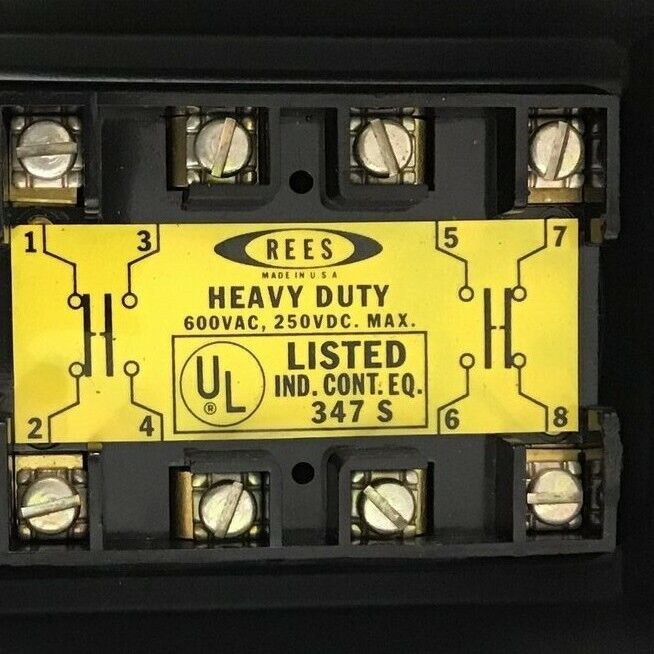 1 3 5 7
REES
MADE IN U S A
HEAVY DUTY
600VAC, 250VDC. MAX.
UL ® LISTED
IND. CONT. EQ.
347 S
2 4 6 8